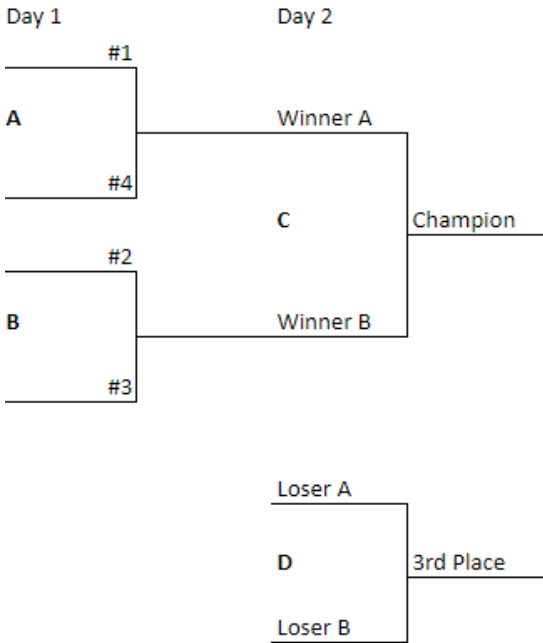 Day 1 Day 2
#1
A Winner A
#4
C Champion
#2
B Winner B
#3
Loser A
D 3rd Place
Loser B